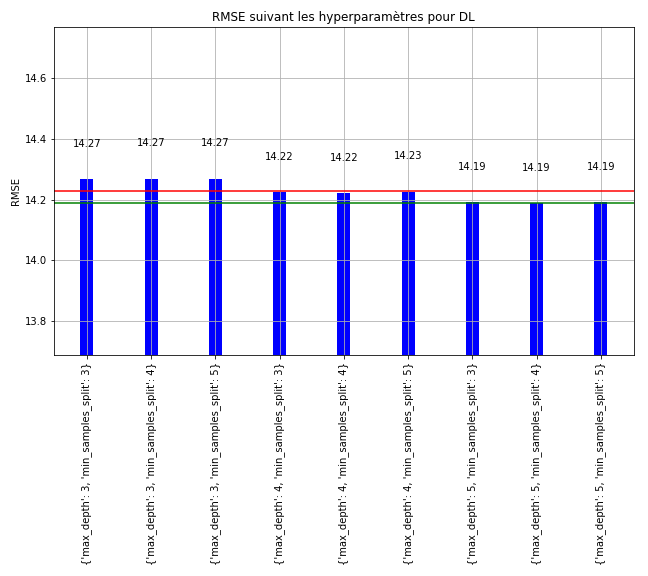 RMSE suivant les hyperparamètres pour DL
14.6
14.4
14.2
14.0
13.8
RMSE
14.27
14.27
14.27
14.22
14.22
14.23
14.19
14.19
14.19
{'max_depth': 3, 'min_samples_split': 3}
{'max_depth': 3, 'min_samples_split': 4}
{'max_depth': 3, 'min_samples_split': 5}
{'max_depth': 4, 'min_samples_split': 3}
{'max_depth': 4, 'min_samples_split': 4}
{'max_depth': 4, 'min_samples_split': 5}
{'max_depth': 5, 'min_samples_split': 3}
{'max_depth': 5, 'min_samples_split': 4}
{'max_depth': 5, 'min_samples_split': 5}